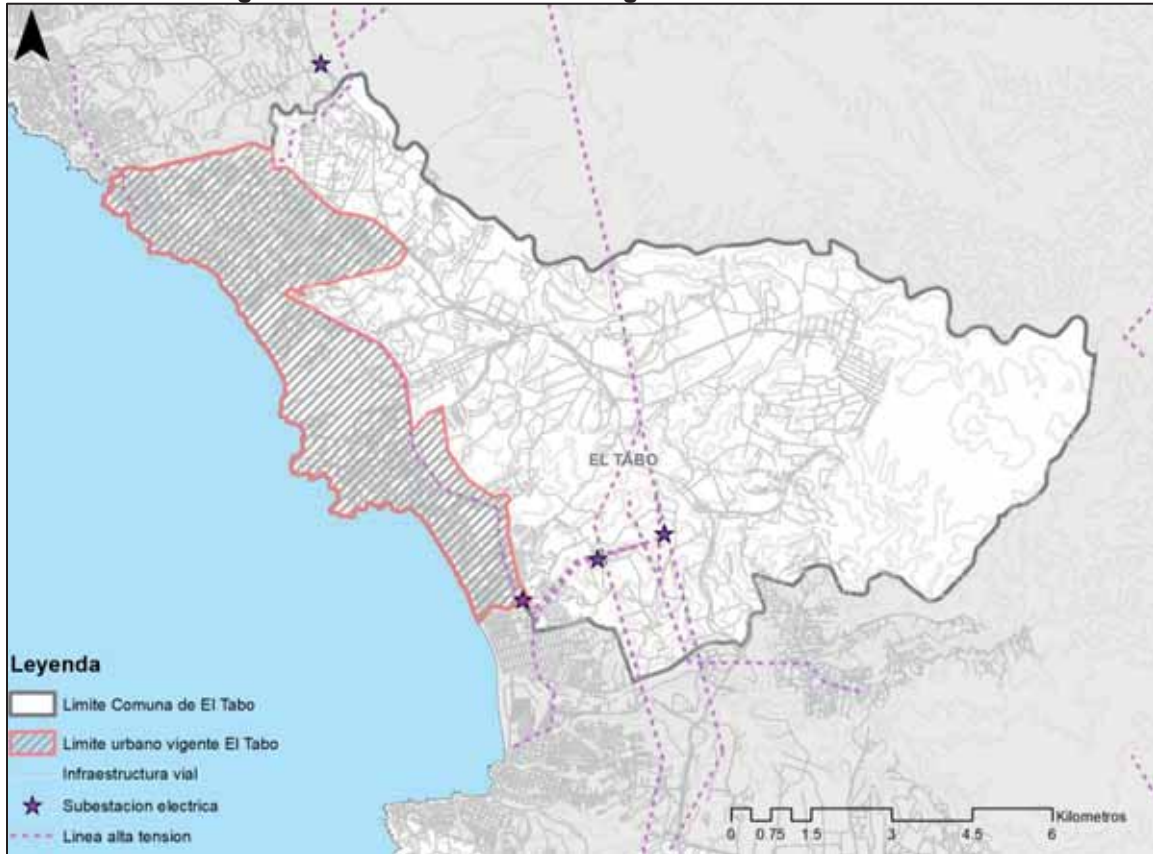 EL TABO
Leyenda
Limite Comuna de El Tabo
Limite urbano vigente El Tabo
Infraestructura vial
Subestacion electrica
Linea alta tension
Kilometros
0 0.75 1.5 3 4.5 6